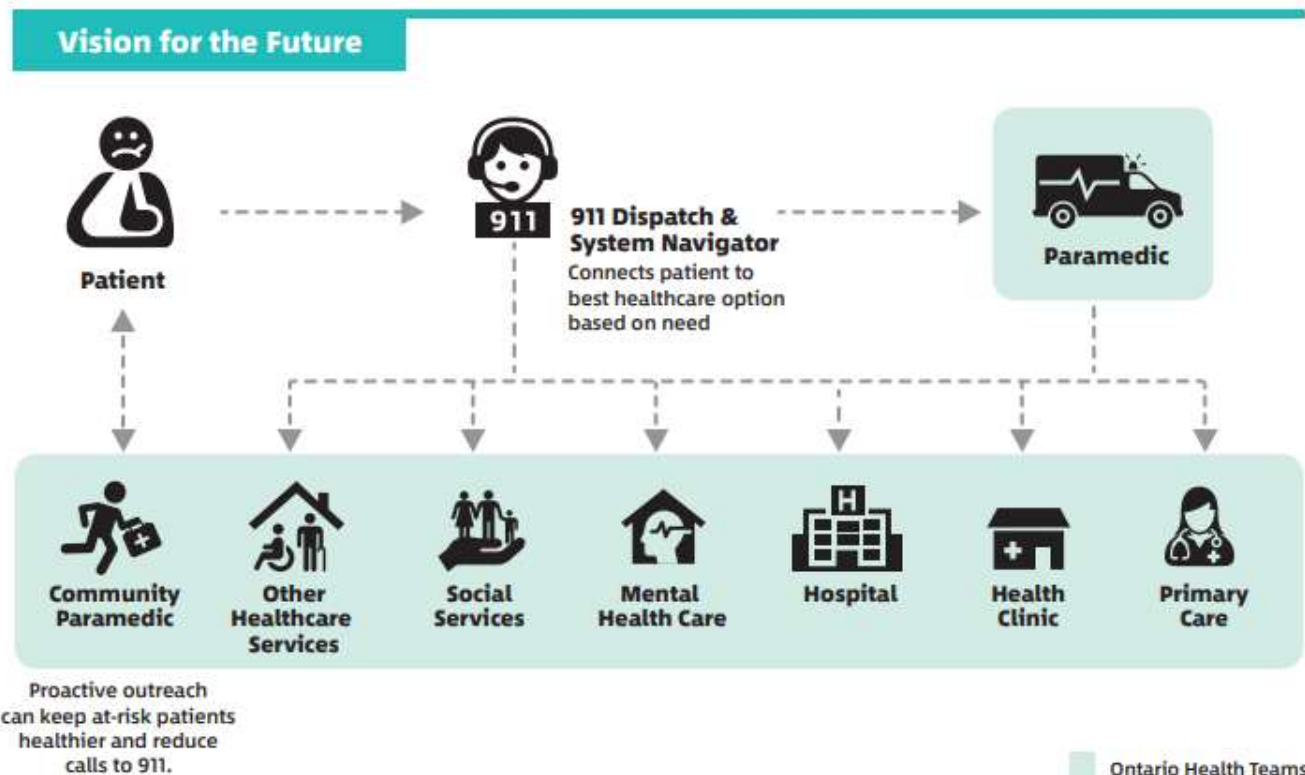 Vision for the Future
911
911 Dispatch &
System Navigator
Connects patient to
best healthcare option
based on need
Patient
Paramedic
H
Community
Paramedic
Other
Healthcare
Services
Social
Services
Mental
Health Care
Hospital
Health
Clinic
Primary
Care
Proactive outreach
can keep at-risk patients
healthier and reduce
calls to 911.
Ontario Health Teams